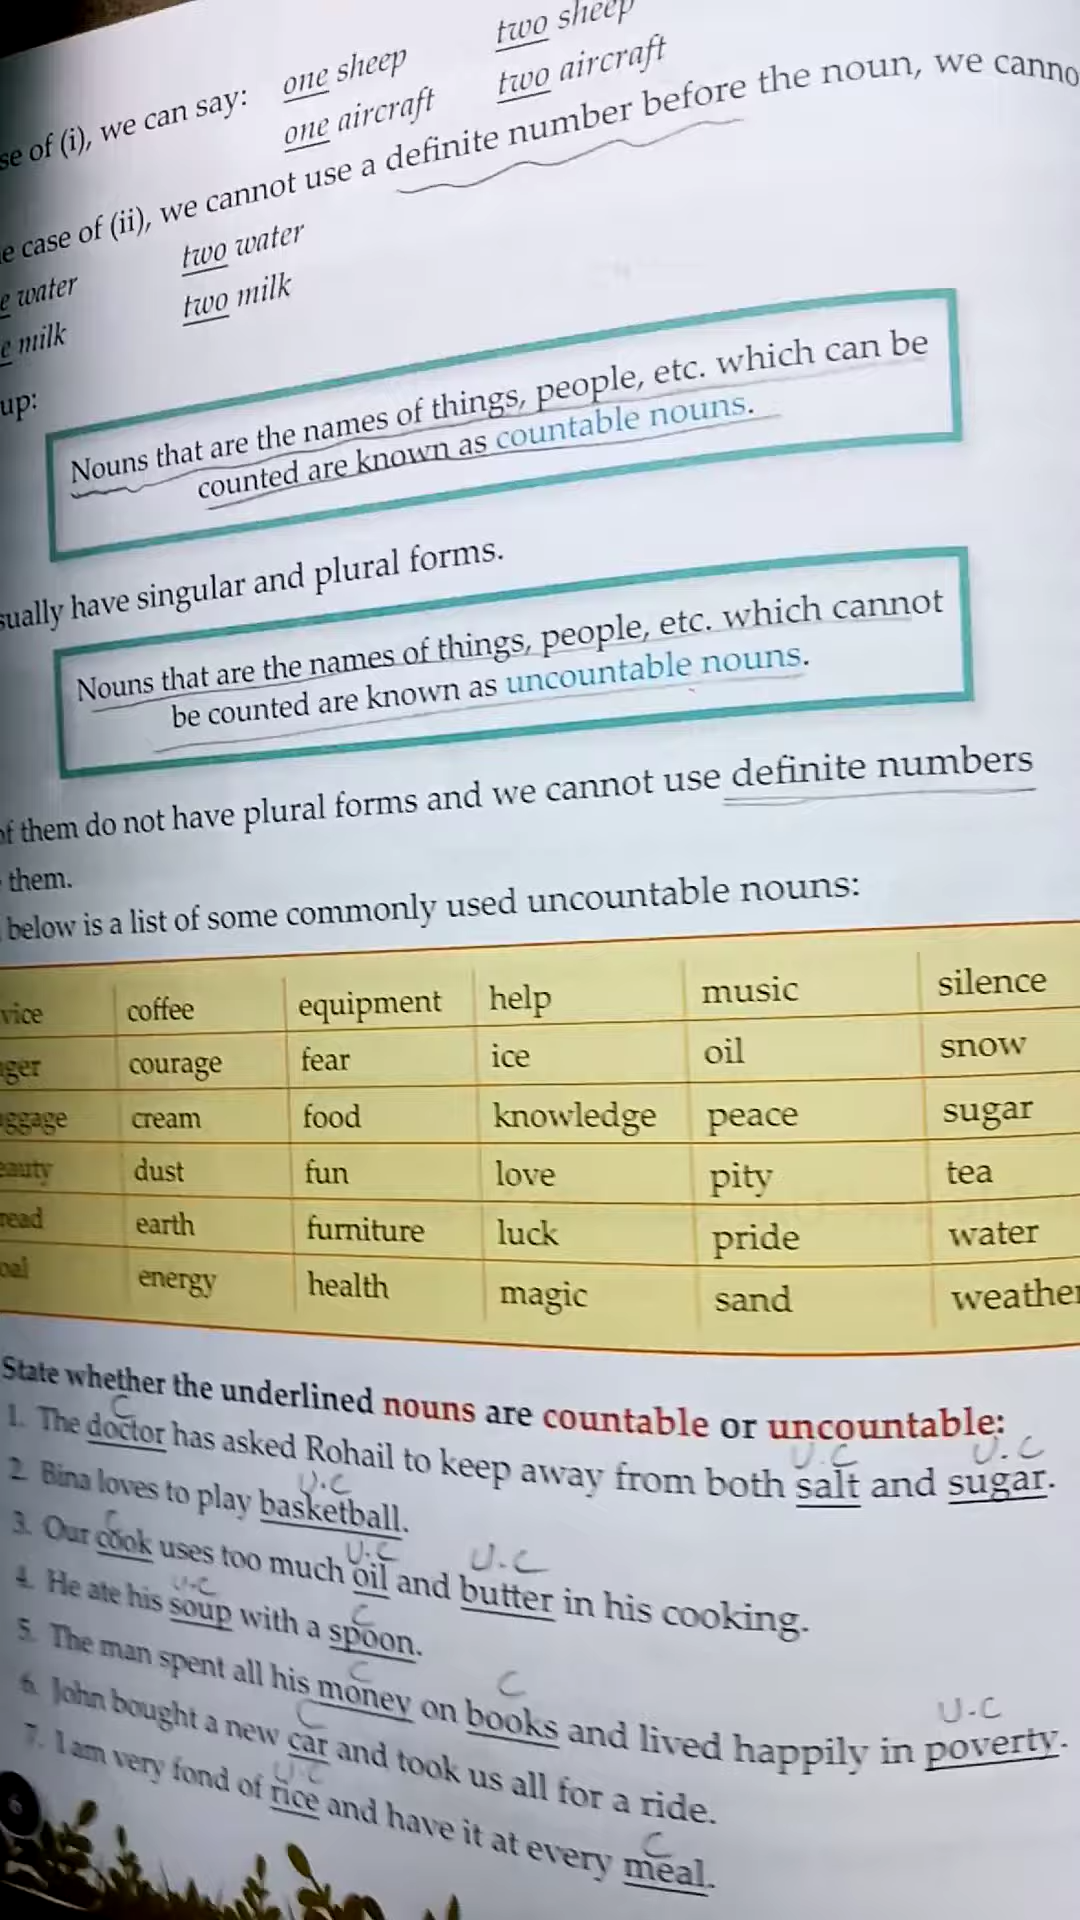 two sheep
se of (i), we can say: one sheep
two aircraft
one aircraft
e case of (ii), we cannot use a definite number before the noun, we canno
e water two water
e milk two milk
up:
Nouns that are the names of things, people, etc. which can be
counted are known as countable nouns.
sually have singular and plural forms.
Nouns that are the names of things, people, etc. which cannot
be counted are known as uncountable nouns.
of them do not have plural forms and we cannot use definite numbers
them.
below is a list of some commonly used uncountable nouns:
vice coffee equipment help music silence
ger courage fear ice oil snow
ggage cream food knowledge peace sugar
eauty dust fun love pity tea
read earth furniture luck pride water
oal energy health magic sand weather
State whether the underlined nouns are countable or uncountable:
C U.C U.C
1. The doctor has asked Rohail to keep away from both salt and sugar.
U.C
2. Bina loves to play basketball.
C U.C U.C
3. Our cook uses too much oil and butter in his cooking.
U-C C
4. He ate his soup with a spoon.
C C U-C
5. The man spent all his money on books and lived happily in poverty.
C
6. John bought a new car and took us all for a ride.
U.C C
7. I am very fond of rice and have it at every meal.
6